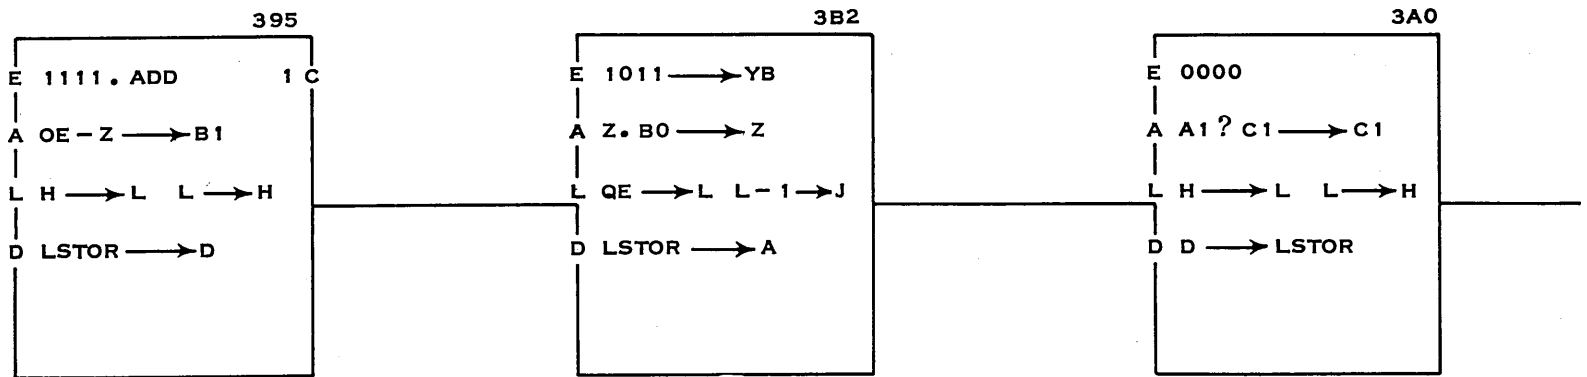 395
E 1111. ADD 1 C
A OE - Z → B1
L H → L L → H
D LSTOR → D
3B2
E 1011 → YB
A Z. B0 → Z
L QE → L L - 1 → J
D LSTOR → A
3A0
E 0000
A A1 ? C1 → C1
L H → L L → H
D D → LSTOR